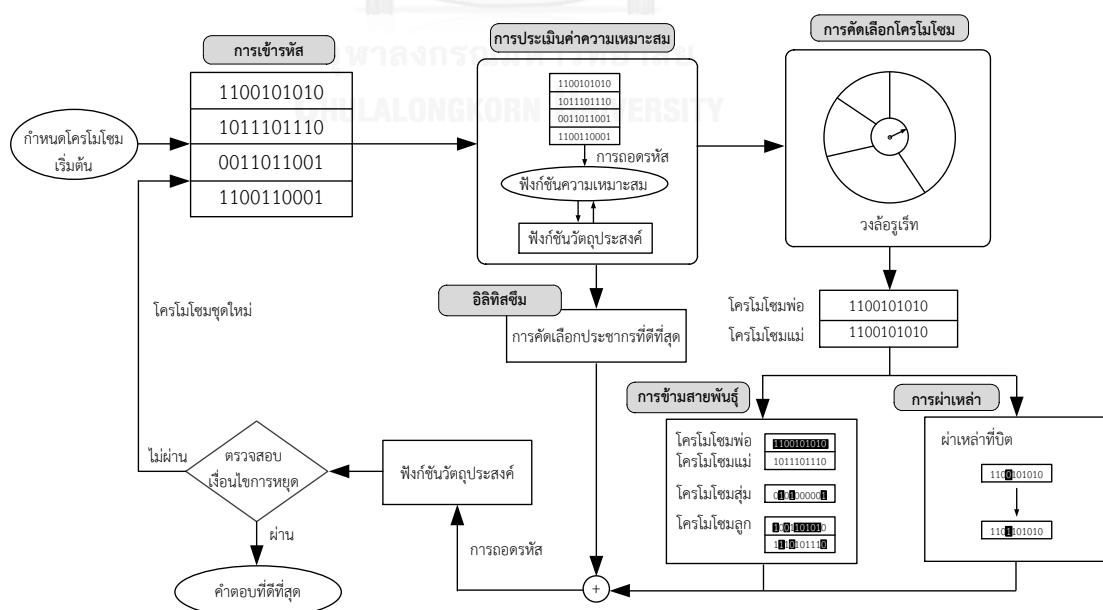 การเข้ารหัส
1100101010
1011101110
0011011001
1100110001
กำหนดโครโมโซม
เริ่มต้น
การประเมินค่าความเหมาะสม
1100101010
1011101110
0011011001
1100110001
การถอดรหัส
ฟังก์ชันความเหมาะสม
ฟังก์ชันวัตถุประสงค์
การคัดเลือกโครโมโซม
วงล้อรูเร็ท
CHULALONGKORN UNIVERSITY
โครโมโซมพ่อ
1100101010
โครโมโซมแม่
1100101010
อิลิทิสซึม
การคัดเลือกประชากรที่ดีที่สุด
โครโมโซมชุดใหม่
การข้ามสายพันธุ์
โครโมโซมพ่อ
1100101010
โครโมโซมแม่
1011101110
โครโมโซมสุ่ม
0101000001
โครโมโซมลูก
1001101010
1110101110
การผ่าเหล่า
ผ่าเหล่าที่บิต
1100101010
1101101010
ไม่ผ่าน
ตรวจสอบ
เงื่อนไขการหยุด
ผ่าน
คำตอบที่ดีที่สุด
ฟังก์ชันวัตถุประสงค์
การถอดรหัส
+